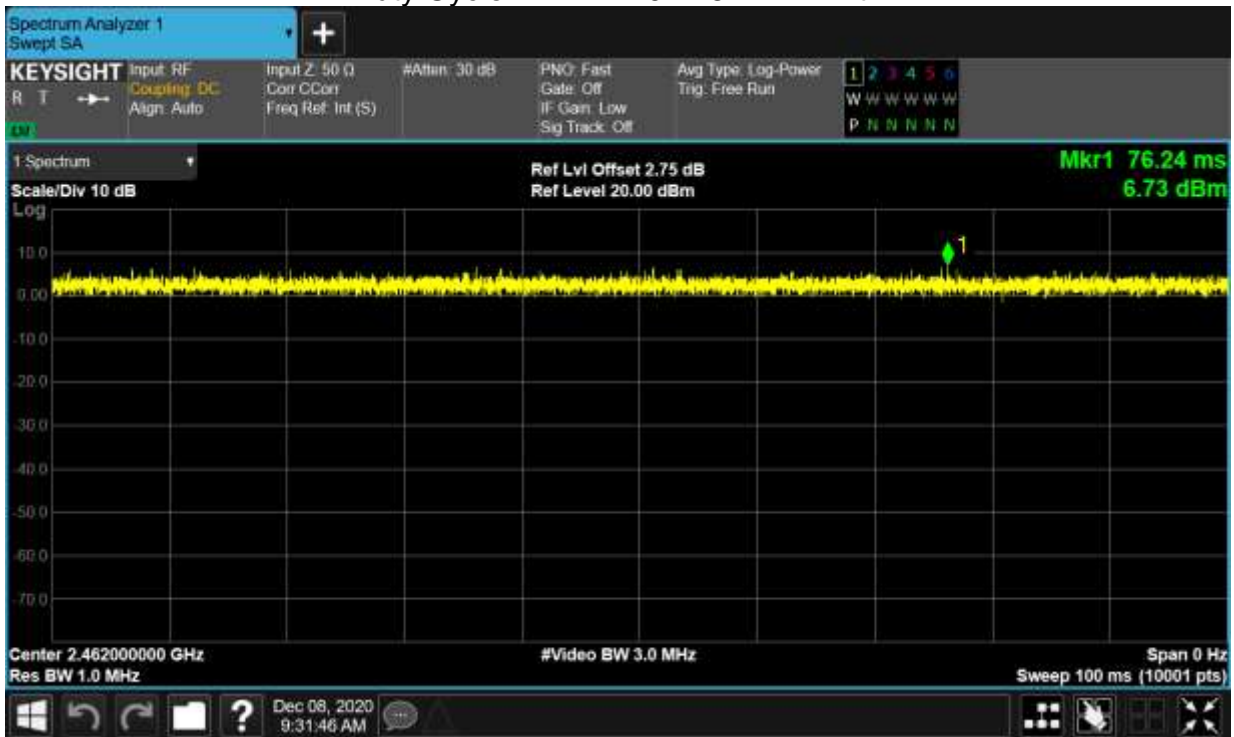 Spectrum Analyzer 1
Swept SA
+
KEYSIGHT
R T
Input: RF
Coupling: DC
Align: Auto
Input Z: 50 Ω
Corr CCorr
Freq Ref: Int (S)
#Atten: 30 dB
PNO: Fast
Gate: Off
IF Gain: Low
Sig Track: Off
Avg Type: Log-Power
Trig: Free Run
1 2 3 4 5 6
W W W W W W
P N N N N N
1 Spectrum
Scale/Div 10 dB
Log
Ref Lvl Offset 2.75 dB
Ref Level 20.00 dBm
Mkr1 76.24 ms
6.73 dBm
1
10.0
0.00
-10.0
-20.0
-30.0
-40.0
-50.0
-60.0
-70.0
Center 2.462000000 GHz
Res BW 1.0 MHz
#Video BW 3.0 MHz
Span 0 Hz
Sweep 100 ms (10001 pts)
?
Dec 08, 2020
9:31:46 AM